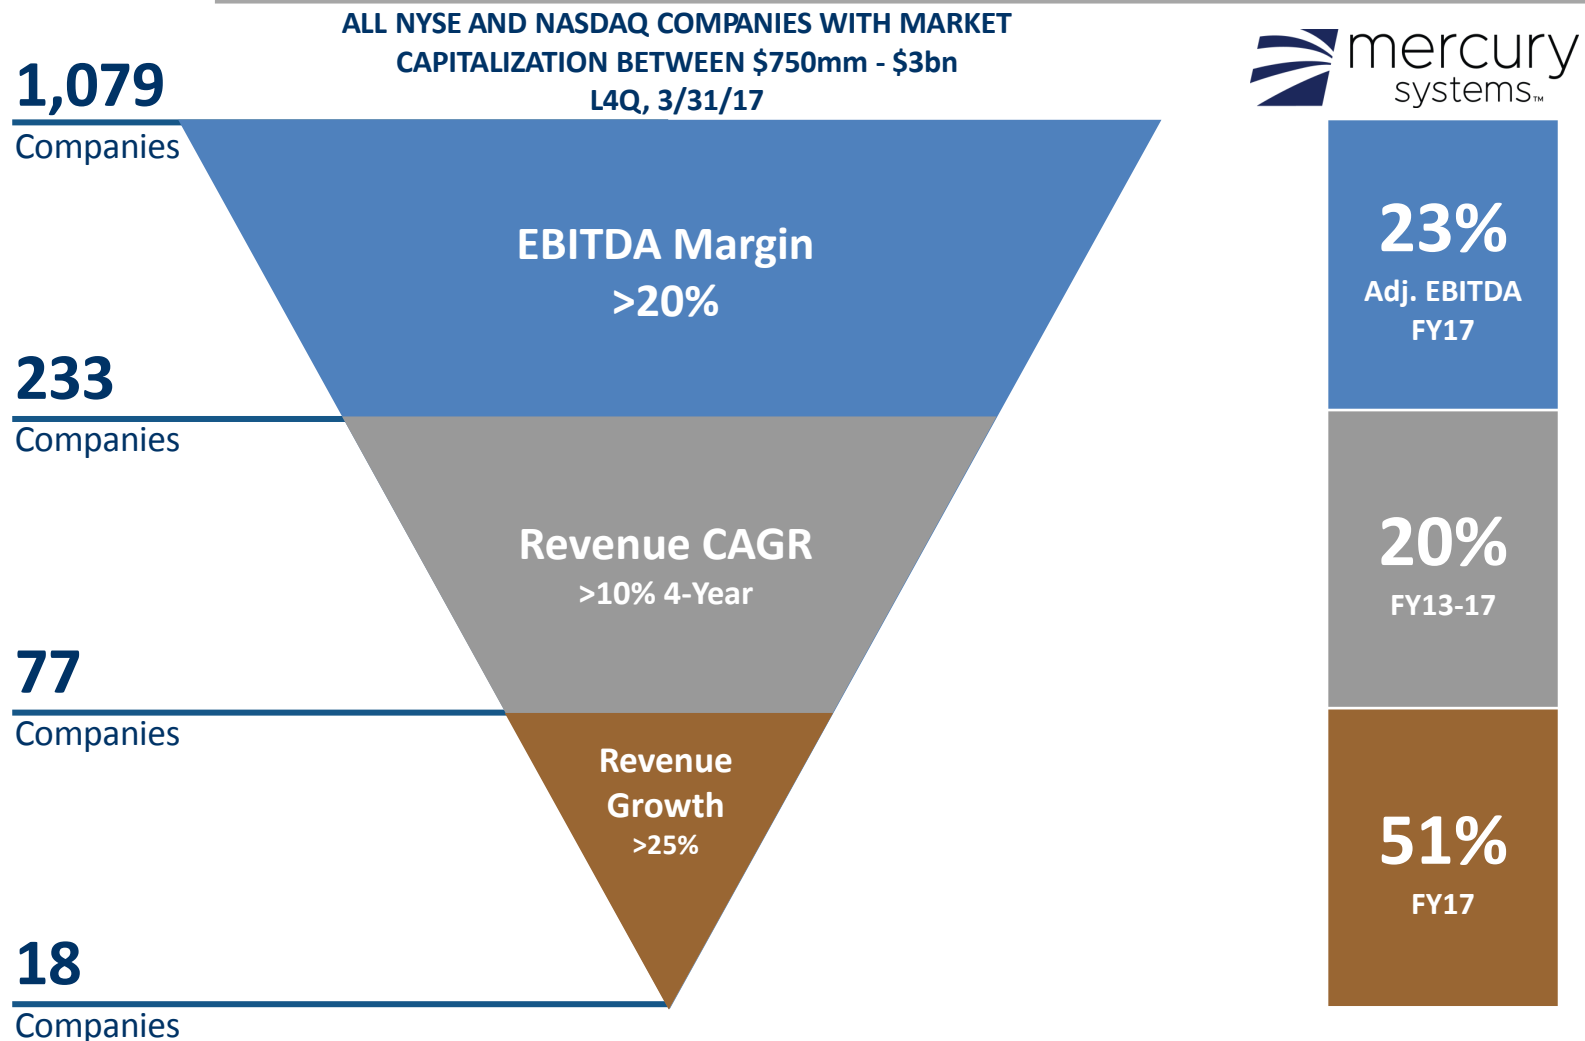 ALL NYSE AND NASDAQ COMPANIES WITH MARKET
CAPITALIZATION BETWEEN $750mm - $3bn
L4Q, 3/31/17
mercury
systems™
1,079
Companies
EBITDA Margin
>20%
23%
Adj. EBITDA
FY17
233
Companies
Revenue CAGR
>10% 4-Year
20%
FY13-17
77
Companies
Revenue
Growth
>25%
51%
FY17
18
Companies